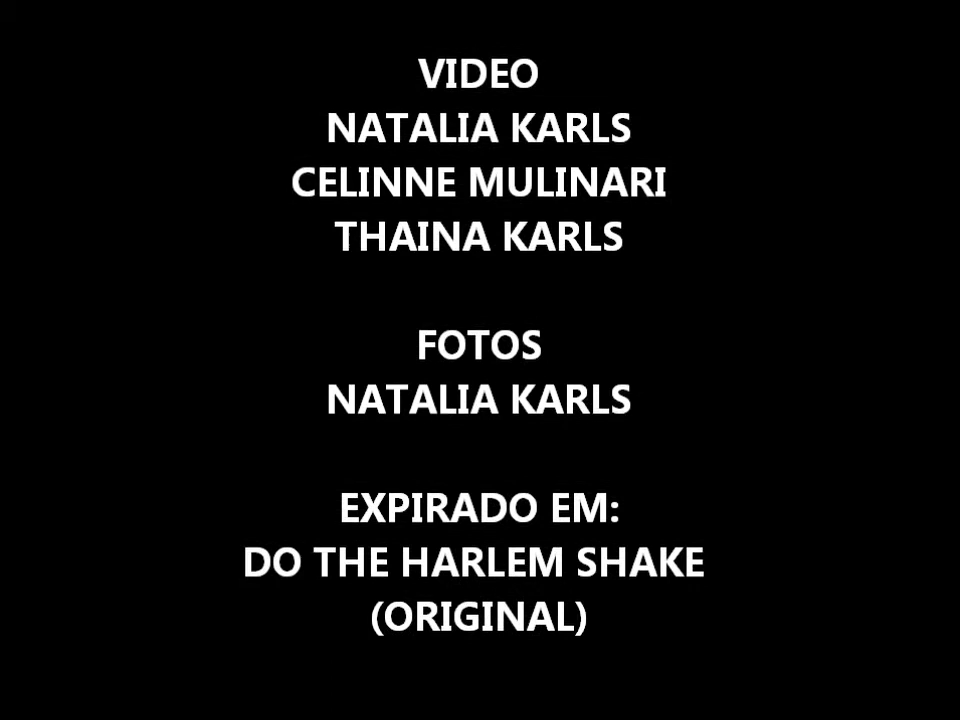 VIDEO
NATALIA KARLS
CELINNE MULINARI
THAINA KARLS
FOTOS
NATALIA KARLS
EXPIRADO EM:
DO THE HARLEM SHAKE
(ORIGINAL)